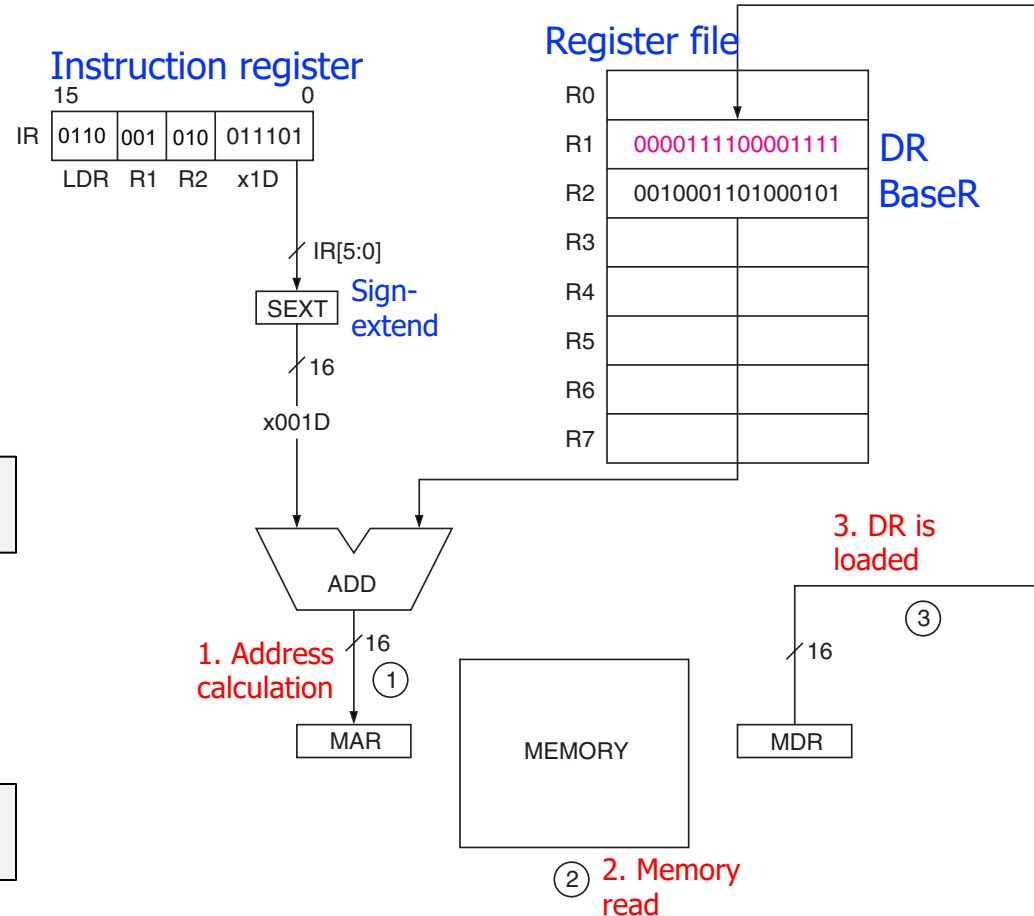 Instruction register
15 0
IR 0110 001 010 011101
LDR R1 R2 x1D
IR[5:0]
SEXT
Sign-
extend
16
x001D
ADD
16
1. Address
calculation
1
MAR
Register file
R0
R1 0000111100001111 DR
R2 0010001101000101 BaseR
R3
R4
R5
R6
R7
MEMORY
2
2. Memory
read
3. DR is
loaded
3
16
MDR